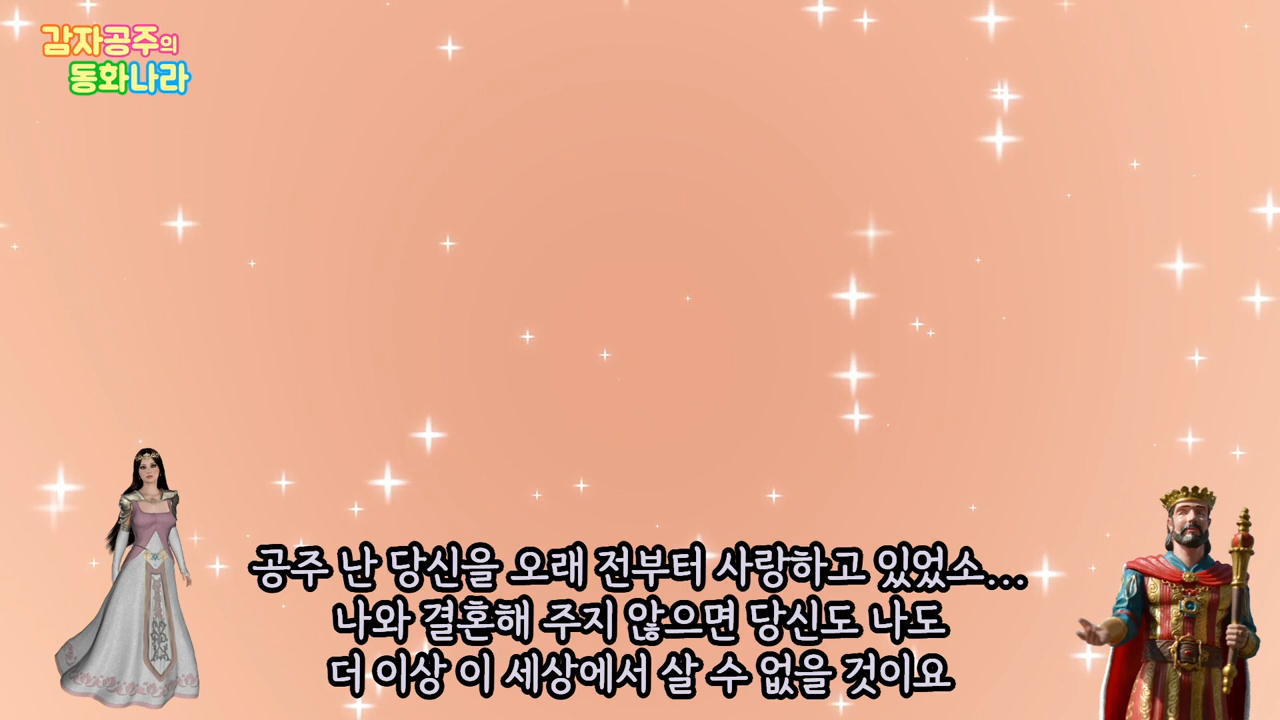 감자공주의
동화나라
공주 난 당신을 오래 전부터 사랑하고 있었소...
나와 결혼해 주지 않으면 당신도 나도
더 이상 이 세상에서 살 수 없을 것이요